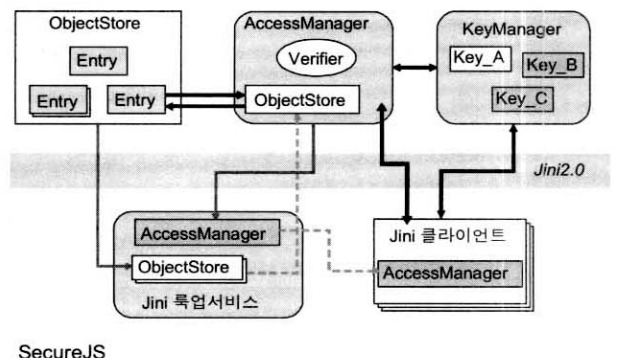 ObjectStore
AccessManager
KeyManager
Entry
Verifier
Key_A
Key_B
Entry
Entry
ObjectStore
Key_C
Jini2.0
AccessManager
Jini 클라이언트
ObjectStore
AccessManager
Jini 룩업서비스
SecureJS